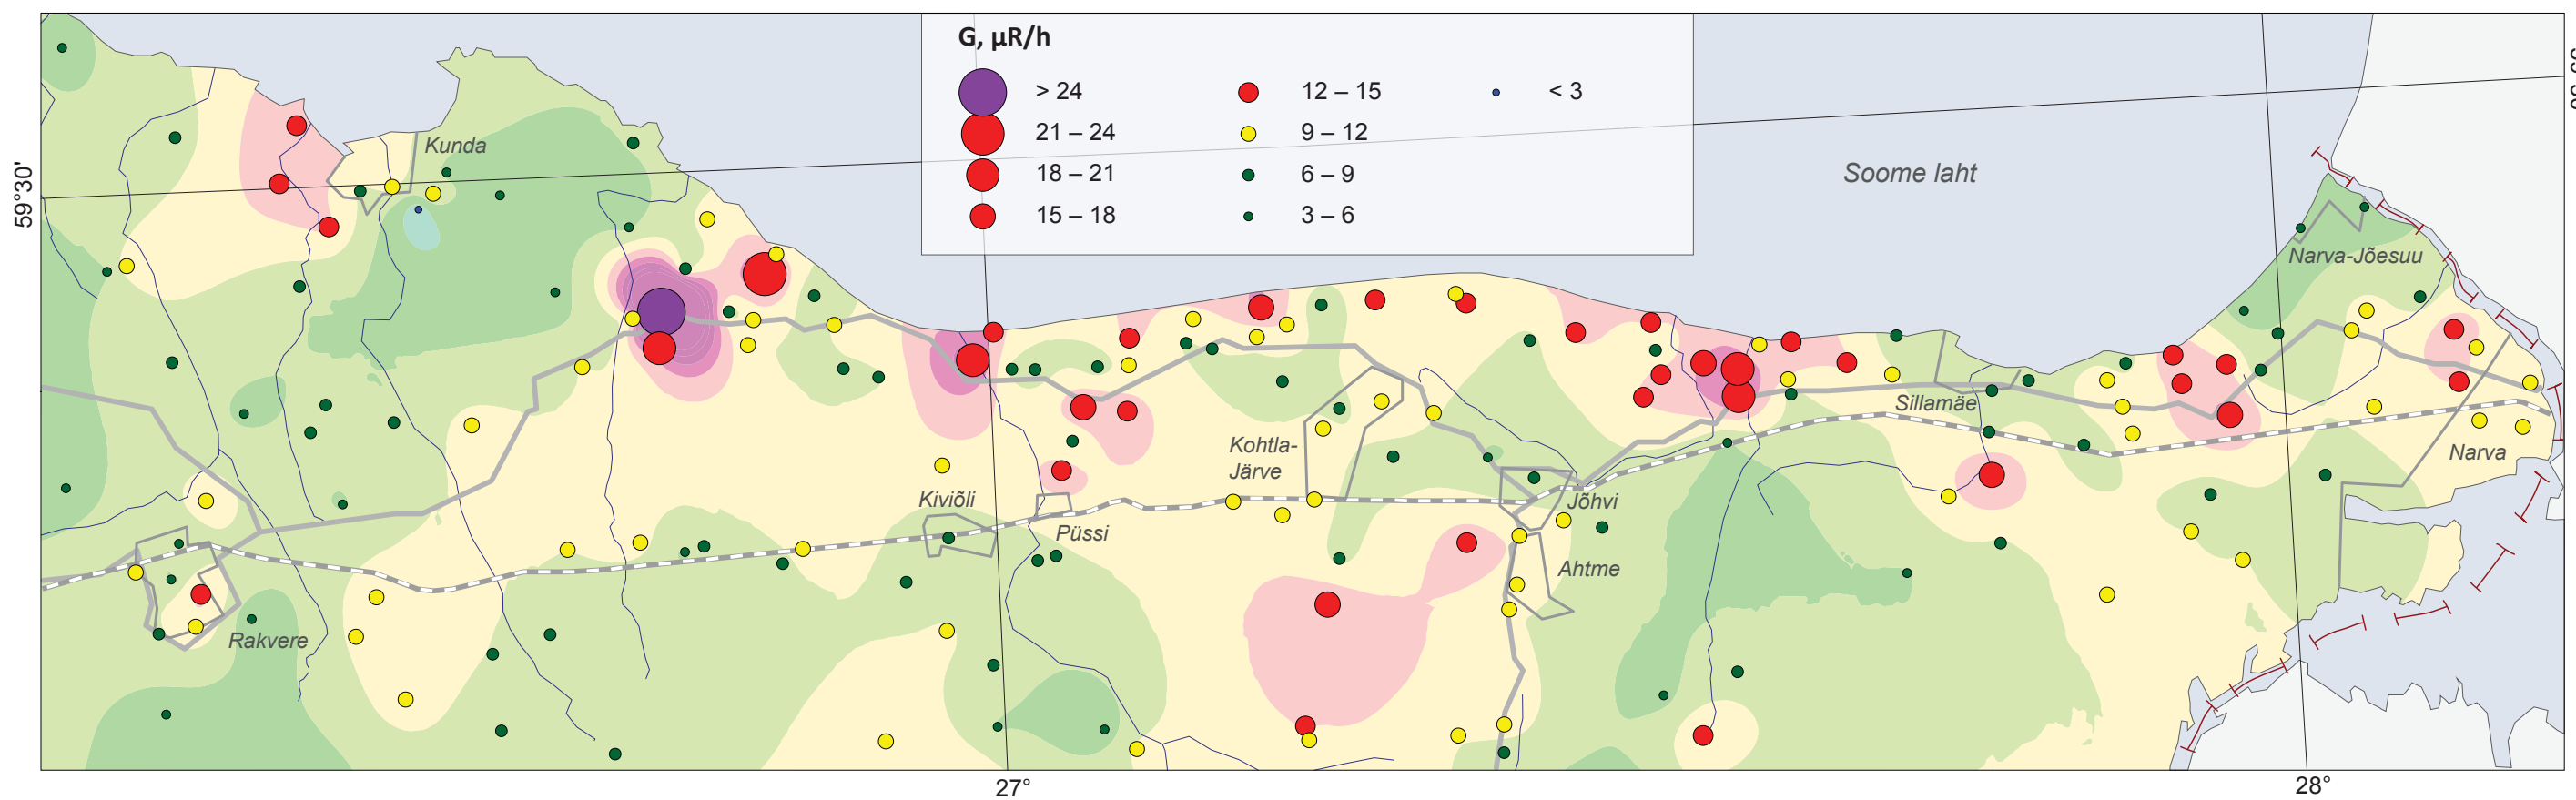 G, µR/h
> 24
12 – 15
< 3
21 – 24
9 – 12
18 – 21
6 – 9
15 – 18
3 – 6
Kunda
59°30'
Soome laht
Narva-Jõesuu
Sillamäe
Kohtla-
Järve
Narva
Kiviõli
Jõhvi
Püssi
Ahtme
Rakvere
27°
28°